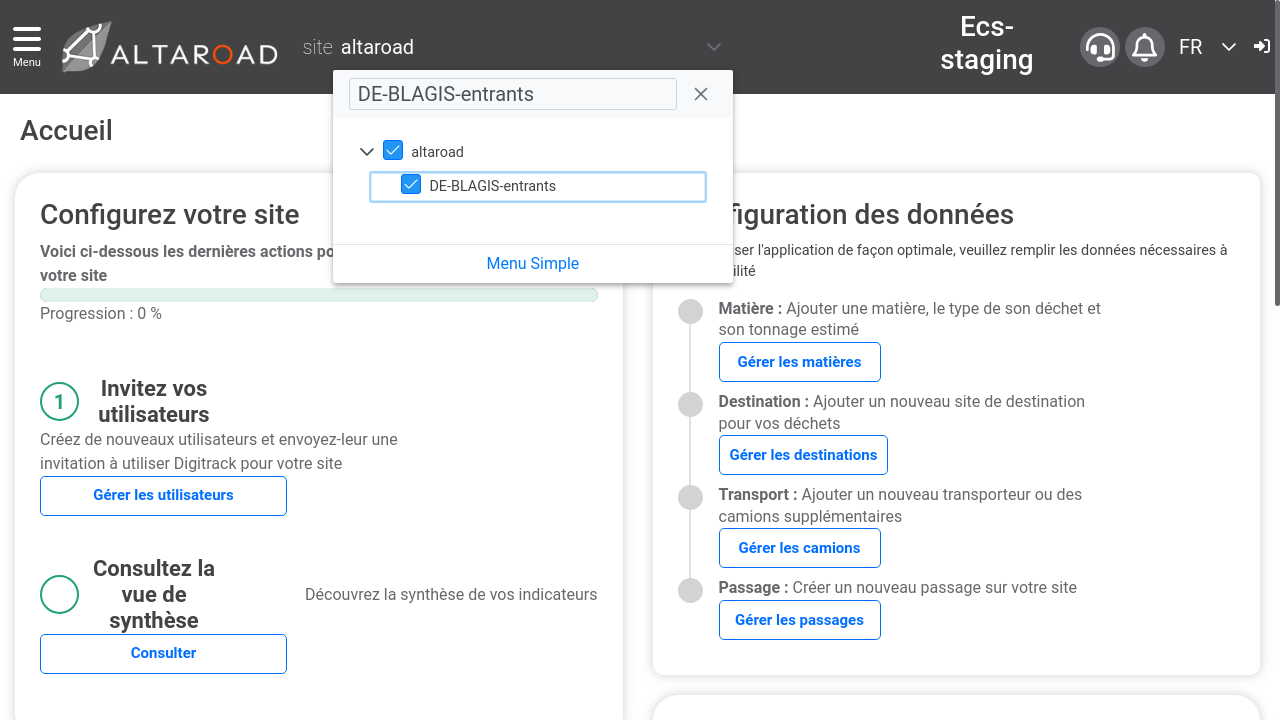 Menu
ALTAROAD
site altaroad
Ecs-
staging
FR
DE-BLAGIS-entrants
altaroad
DE-BLAGIS-entrants
Menu Simple
Accueil
Configurez votre site
Voici ci-dessous les dernières actions
votre site
Progression : 0 %
1
Invitez vos
utilisateurs
Créez de nouveaux utilisateurs et envoyez-leur une
invitation à utiliser Digitrack pour votre site
Gérer les utilisateurs
Consultez la
vue de
synthèse
Découvrez la synthèse de vos indicateurs
Consulter
figuration des données
ser l'application de façon optimale, veuillez remplir les données nécessaires à
ilité
Matière : Ajouter une matière, le type de son déchet et
son tonnage estimé
Gérer les matières
Destination : Ajouter un nouveau site de destination
pour vos déchets
Gérer les destinations
Transport : Ajouter un nouveau transporteur ou des
camions supplémentaires
Gérer les camions
Passage : Créer un nouveau passage sur votre site
Gérer les passages